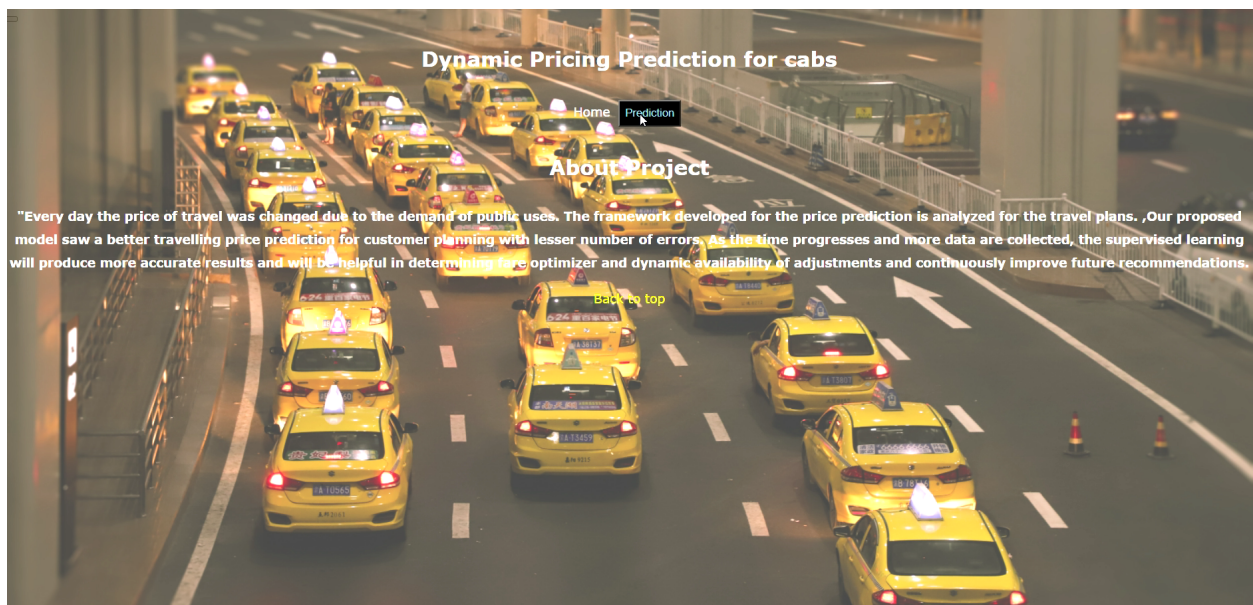 Dynamic Pricing Prediction for cabs
Home Prediction
About Project
"Every day the price of travel was changed due to the demand of public uses. The framework developed for the price prediction is analyzed for the travel plans. ,Our proposed
model saw a better travelling price prediction for customer planning with lesser number of errors. As the time progresses and more data are collected, the supervised learning
will produce more accurate results and will be helpful in determining fare optimizer and dynamic availability of adjustments and continuously improve future recommendations.
Back to top
A T3459
A T0565